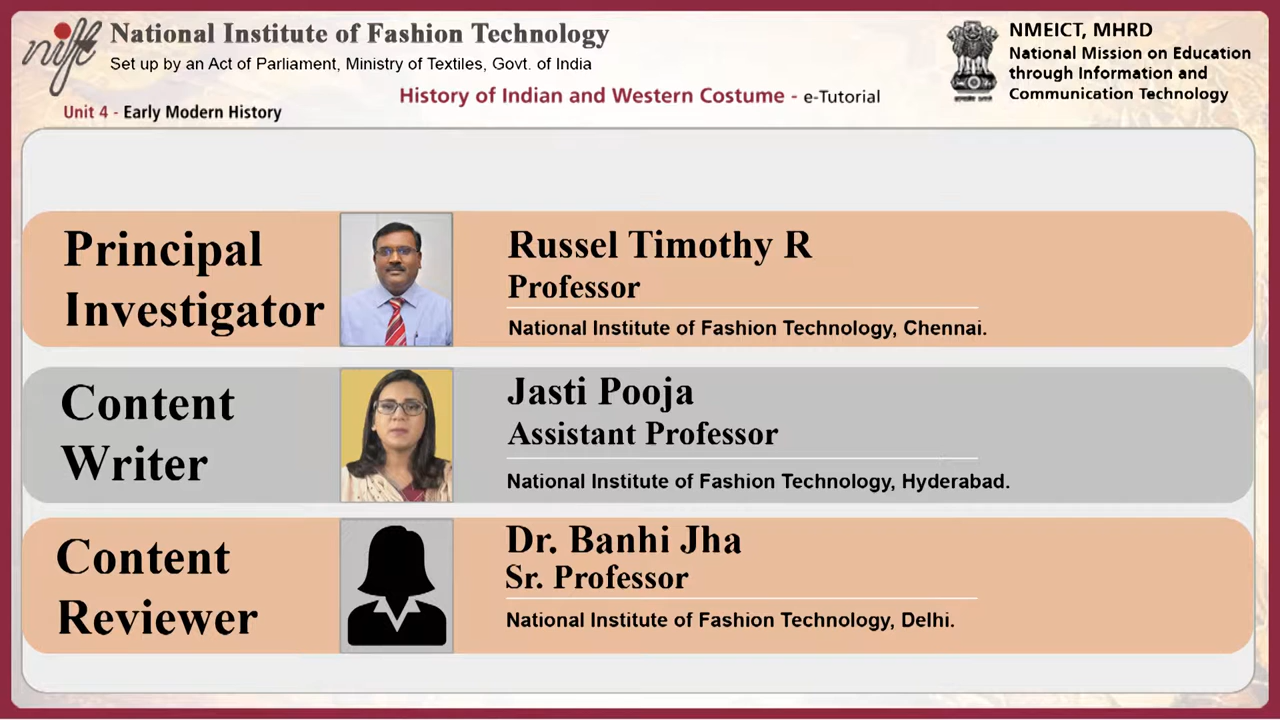 nift
National Institute of Fashion Technology
Set up by an Act of Parliament, Ministry of Textiles, Govt. of India
History of Indian and Western Costume - e-Tutorial
Unit 4 - Early Modern History
NMEICT, MHRD
National Mission on Education
through Information and
Communication Technology
Principal
Investigator
Russel Timothy R
Professor
National Institute of Fashion Technology, Chennai.
Content
Writer
Jasti Pooja
Assistant Professor
National Institute of Fashion Technology, Hyderabad.
Content
Reviewer
Dr. Banhi Jha
Sr. Professor
National Institute of Fashion Technology, Delhi.